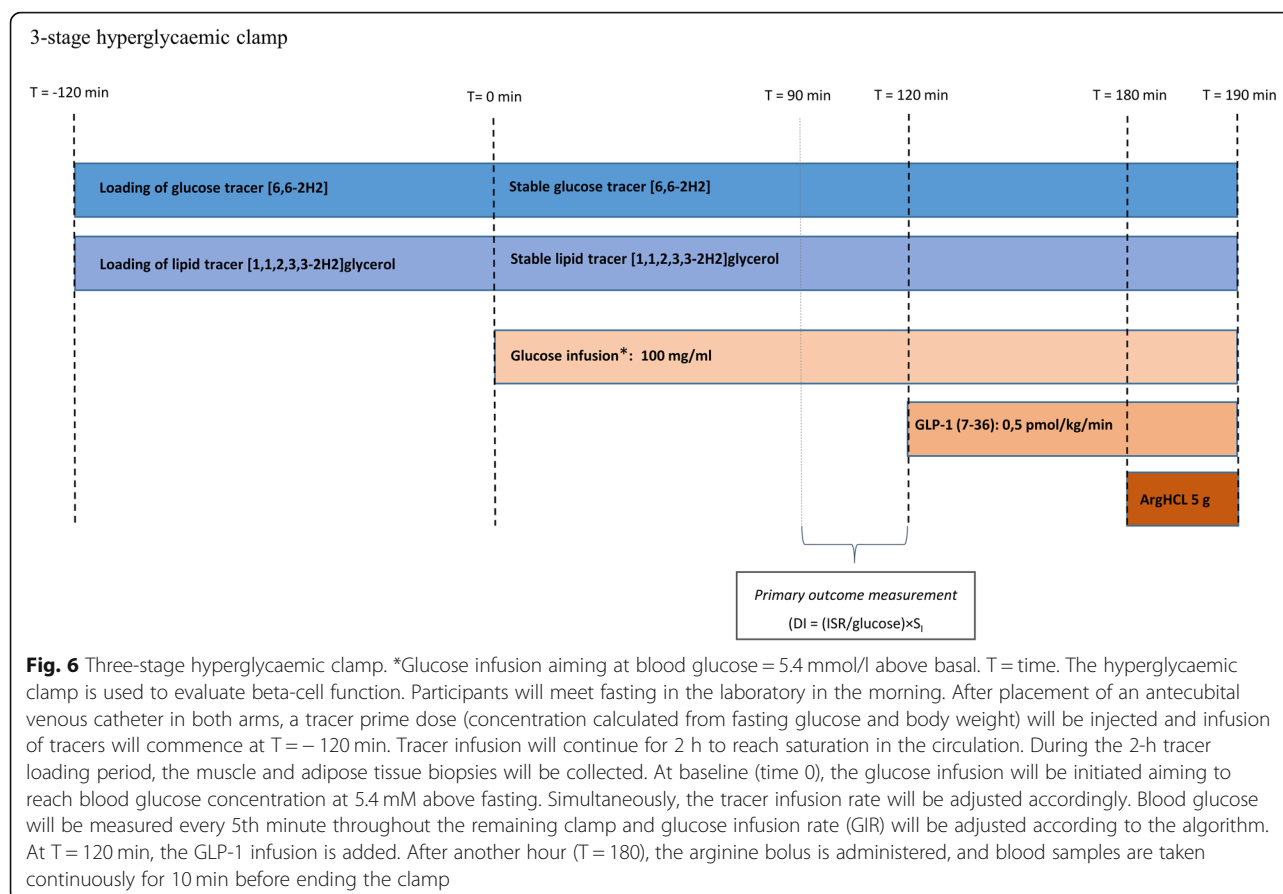 3-stage hyperglycaemic clamp
T = -120 min
T= 0 min
T = 90 min
T = 120 min
T = 180 min
T = 190 min
Loading of glucose tracer [6,6-2H2]
Stable glucose tracer [6,6-2H2]
Loading of lipid tracer [1,1,2,3,3-2H2]glycerol
Stable lipid tracer [1,1,2,3,3-2H2]glycerol
Glucose infusion*: 100 mg/ml
GLP-1 (7-36): 0,5 pmol/kg/min
ArgHCL 5 g
Primary outcome measurement
(DI = (ISR/glucose)×SI
Fig. 6 Three-stage hyperglycaemic clamp. *Glucose infusion aiming at blood glucose = 5.4 mmol/l above basal. T = time. The hyperglycaemic
clamp is used to evaluate beta-cell function. Participants will meet fasting in the laboratory in the morning. After placement of an antecubital
venous catheter in both arms, a tracer prime dose (concentration calculated from fasting glucose and body weight) will be injected and infusion
of tracers will commence at T = − 120 min. Tracer infusion will continue for 2 h to reach saturation in the circulation. During the 2-h tracer
loading period, the muscle and adipose tissue biopsies will be collected. At baseline (time 0), the glucose infusion will be initiated aiming to
reach blood glucose concentration at 5.4 mM above fasting. Simultaneously, the tracer infusion rate will be adjusted accordingly. Blood glucose
will be measured every 5th minute throughout the remaining clamp and glucose infusion rate (GIR) will be adjusted according to the algorithm.
At T = 120 min, the GLP-1 infusion is added. After another hour (T = 180), the arginine bolus is administered, and blood samples are taken
continuously for 10 min before ending the clamp